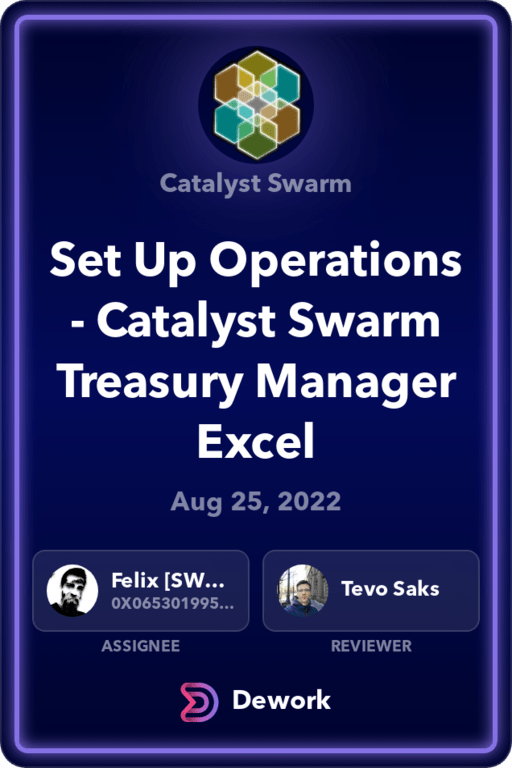 Catalyst Swarm
Set Up Operations
- Catalyst Swarm
Treasury Manager
Excel
Aug 25, 2022
Felix [SW...
0X065301995...
Tevo Saks
ASSIGNEE
REVIEWER
Dework